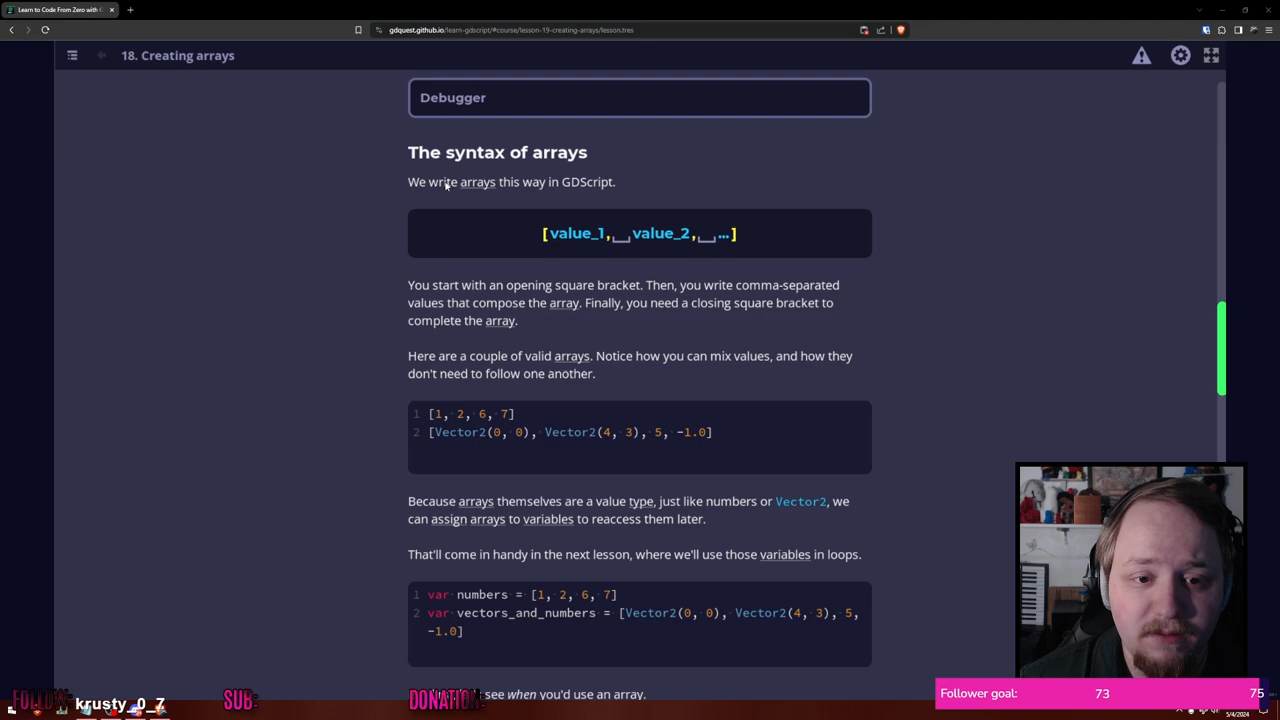 Learn to Code From Zero with
gdquest.github.io/learn-gdscript/#course/lesson-19-creating-arrays/lesson.tres
18. Creating arrays
Debugger
The syntax of arrays
We write arrays this way in GDScript.
[value_1, value_2, ...]
You start with an opening square bracket. Then, you write comma-separated
values that compose the array. Finally, you need a closing square bracket to
complete the array.
Here are a couple of valid arrays. Notice how you can mix values, and how they
don't need to follow one another.
1 [1, 2, 6, 7]
2 [Vector2(0, 0), Vector2(4, 3), 5, -1.0]
Because arrays themselves are a value type, just like numbers or Vector2, we
can assign arrays to variables to reaccess them later.
That'll come in handy in the next lesson, where we'll use those variables in loops.
1 var numbers = [1, 2, 6, 7]
2 var vectors_and_numbers = [Vector2(0, 0), Vector2(4, 3), 5,
-1.0]
see when you'd use an array.
FOLLOW: krusty_0_7 SUB: DONATION:
Follower goal: 73 75
5/4/2024